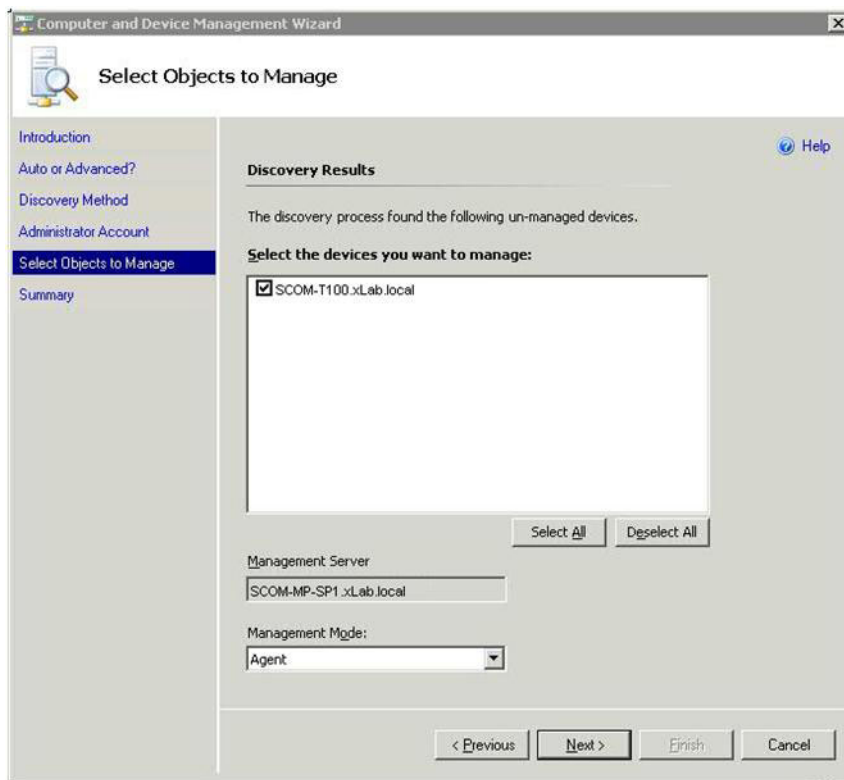 Computer and Device Management Wizard
Select Objects to Manage
Introduction
Auto or Advanced?
Discovery Method
Administrator Account
Select Objects to Manage
Summary
Help
Discovery Results
The discovery process found the following un-managed devices.
Select the devices you want to manage:
SCOM-T100.xLab.local
Select All
Deselect All
Management Server
SCOM-MP-SP1.xLab.local
Management Mode:
Agent
< Previous
Next >
Finish
Cancel